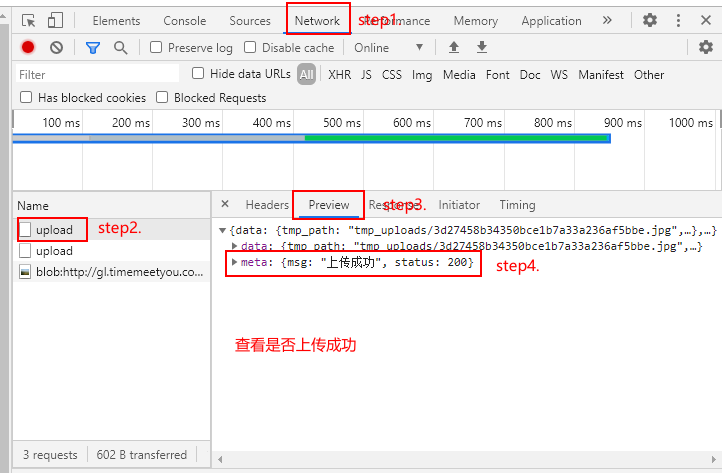 Elements Console Sources Network Performance Memory Application »
step1.
Preserve log Disable cache Online
Filter Hide data URLs All XHR JS CSS Img Media Font Doc WS Manifest Other
Has blocked cookies Blocked Requests
100 ms 200 ms 300 ms 400 ms 500 ms 600 ms 700 ms 800 ms 900 ms 1000 ms
Name
upload step2.
upload
blob:http://gl.timemeetyou.co...
Headers Preview Response Initiator Timing
step3.
{data: {tmp_path: "tmp_uploads/3d27458b34350bce1b7a33a236af5bbe.jpg",…},…}
data: {tmp_path: "tmp_uploads/3d27458b34350bce1b7a33a236af5bbe.jpg",…}
meta: {msg: "上传成功", status: 200}
step4.
查看是否上传成功
3 requests 602 B transferred